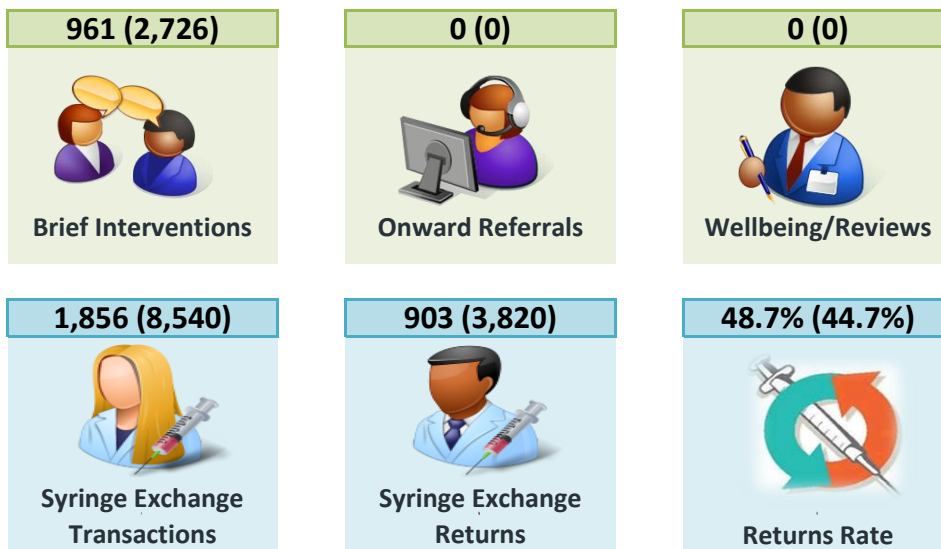 961 (2,726)
0 (0)
0 (0)
Brief Interventions
Onward Referrals
Wellbeing/Reviews
1,856 (8,540)
903 (3,820)
48.7% (44.7%)
Syringe Exchange
Transactions
Syringe Exchange
Returns
Returns Rate